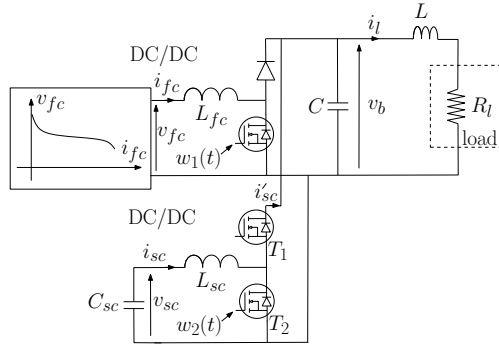 DC/DC
i_l
L
i_fc
v_fc
L_fc
v_fc
C
v_b
R_l
i_fc
w_1(t)
load
i'_sc
DC/DC
i_sc
T_1
L_sc
C_sc
v_sc
w_2(t)
T_2